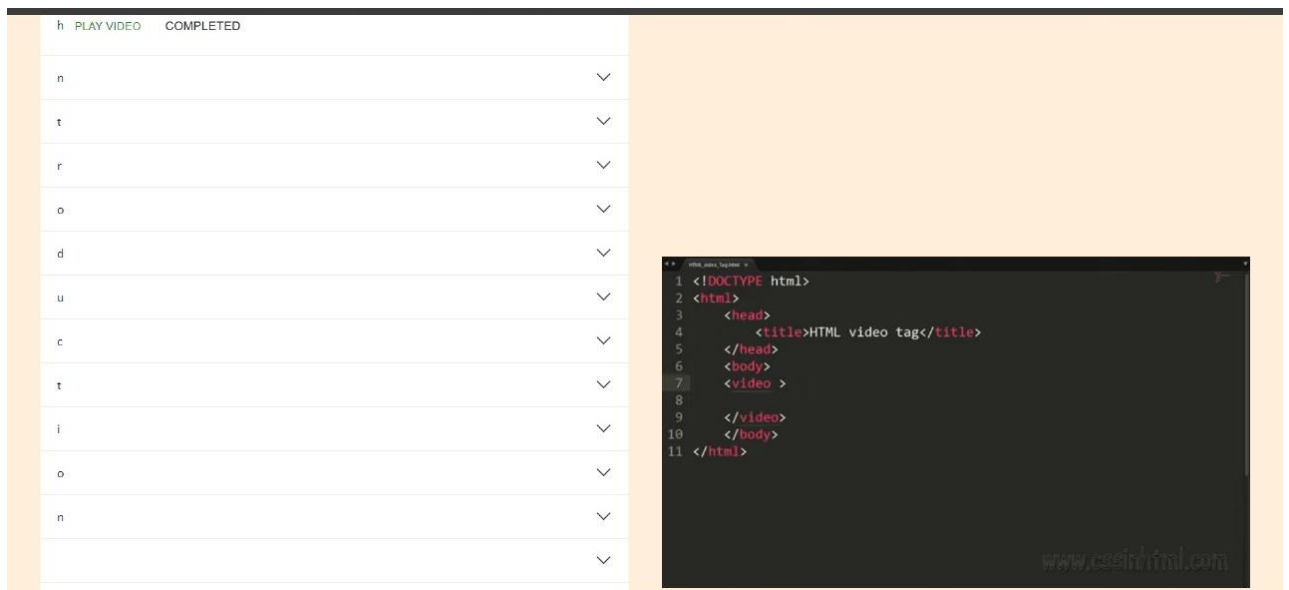 h PLAY VIDEO COMPLETED
n
t
r
o
d
u
c
t
i
o
n
1 <!DOCTYPE html>
2 <html>
3 <head>
4 <title>HTML video tag</title>
5 </head>
6 <body>
7 <video >
8
9 </video>
10 </body>
11 </html>
www.cssinhtml.com